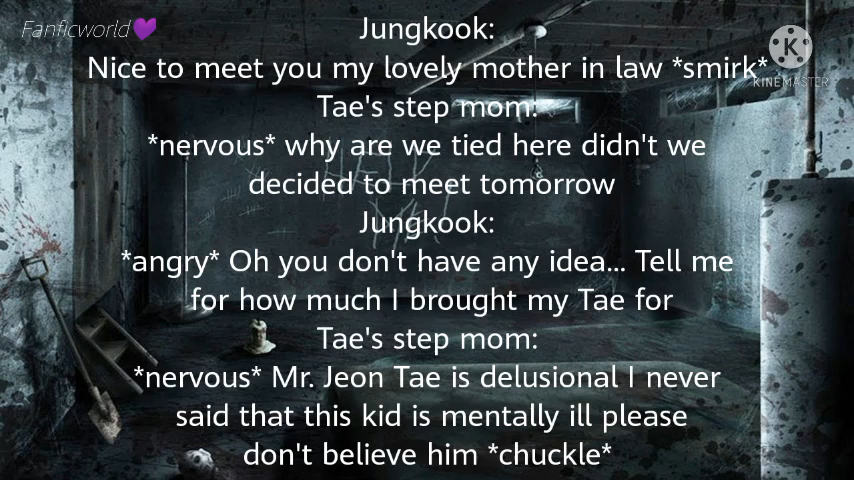 Fanficworld💜
Jungkook:
Nice to meet you my lovely mother in law *smirk*
K
KINEMASTER
Tae's step mom:
*nervous* why are we tied here didn't we
decided to meet tomorrow
Jungkook:
*angry* Oh you don't have any idea... Tell me
for how much I brought my Tae for
Tae's step mom:
*nervous* Mr. Jeon Tae is delusional I never
said that this kid is mentally ill please
don't believe him *chuckle*